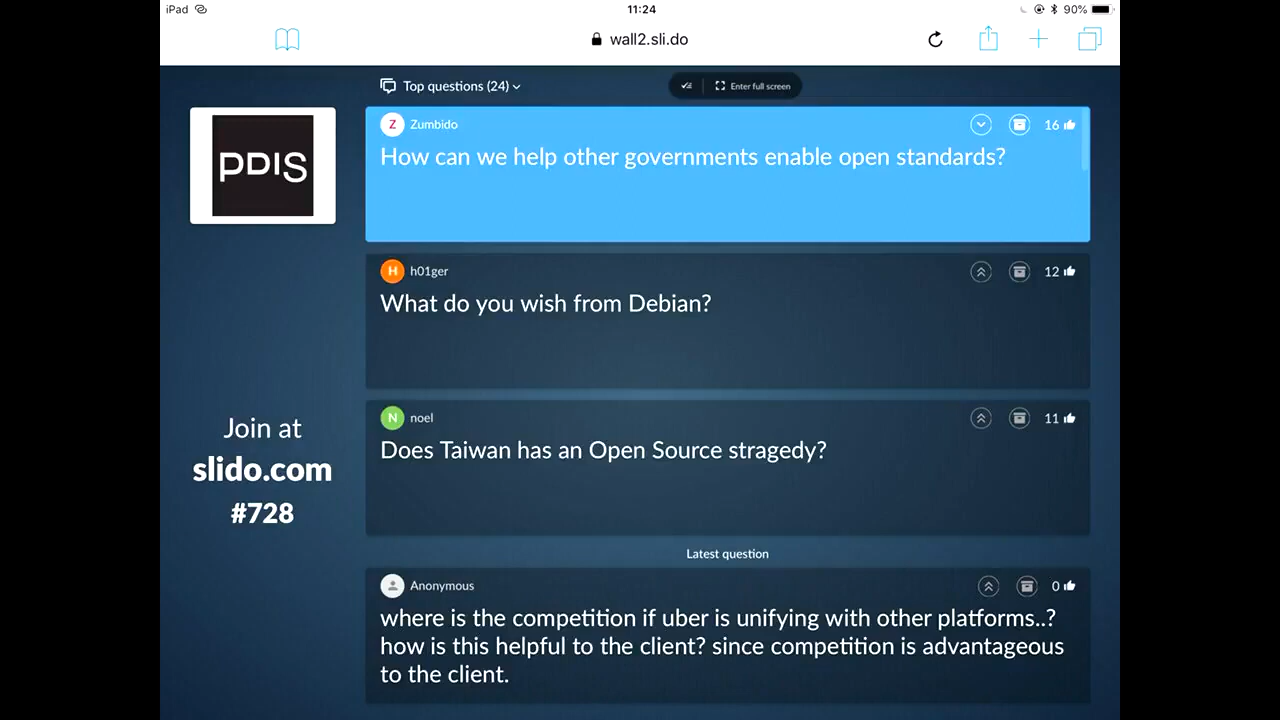 iPad
11:24
90%
wall2.sli.do
Top questions (24)
Enter full screen
PDIS
Z
Zumbido
16
How can we help other governments enable open standards?
H
h01ger
12
What do you wish from Debian?
N
noel
11
Does Taiwan has an Open Source stragedy?
Join at
slido.com
#728
Latest question
Anonymous
0
where is the competition if uber is unifying with other platforms..?
how is this helpful to the client? since competition is advantageous
to the client.